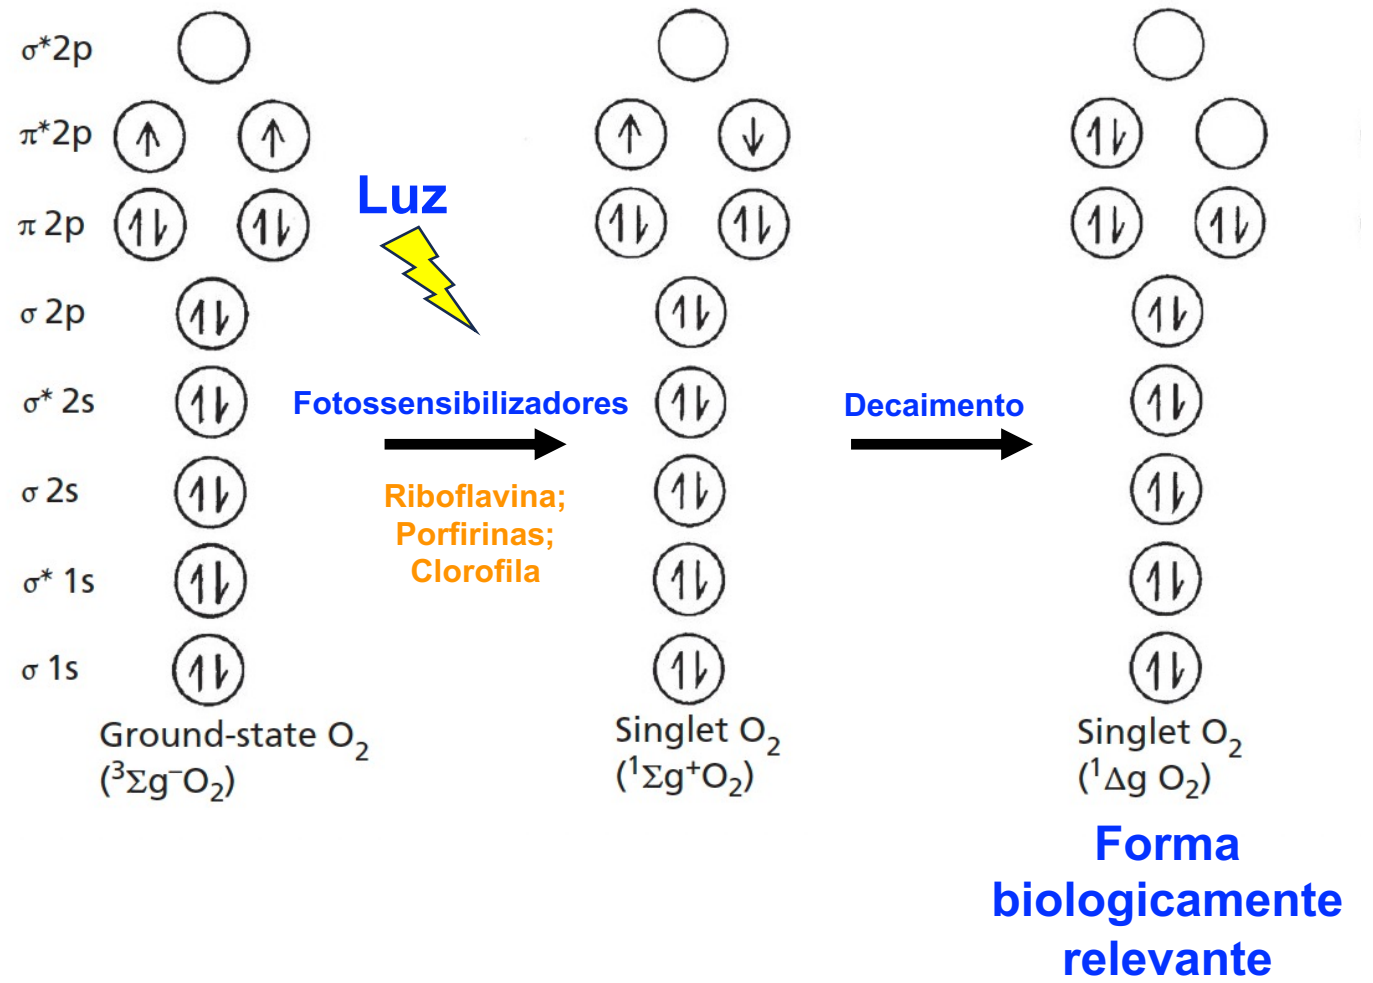 σ*2p
π*2p
π 2p
σ 2p
σ* 2s
σ 2s
σ* 1s
σ 1s
Ground-state O₂
(³Σg⁻O₂)
Luz
Fotossensibilizadores
Riboflavina;
Porfirinas;
Clorofila
Singlet O₂
(¹Σg⁺O₂)
Decaimento
Singlet O₂
(¹Δg O₂)
Forma
biologicamente
relevante